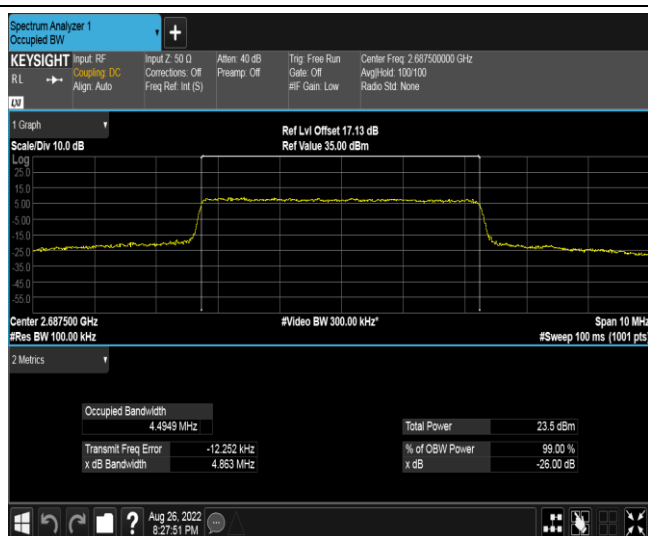 Spectrum Analyzer 1
Occupied BW
+
KEYSIGHT Input: RF Input Z: 50 Ω Atten: 40 dB Trig: Free Run Center Freq: 2.687500000 GHz
RL Coupling: DC Corrections: Off Preamp: Off Gate: Off Avg|Hold: 100/100
Align: Auto Freq Ref: Int (S) #IF Gain: Low Radio Std: None
LXI
1 Graph Ref Lvl Offset 17.13 dB
Scale/Div 10.0 dB Ref Value 35.00 dBm
Log
25.0
15.0
5.00
-5.00
-15.0
-25.0
-35.0
-45.0
-55.0
Center 2.687500 GHz #Video BW 300.00 kHz* Span 10 MHz
#Res BW 100.00 kHz #Sweep 100 ms (1001 pts)
2 Metrics
Occupied Bandwidth
4.4949 MHz Total Power 23.5 dBm
Transmit Freq Error -12.252 kHz % of OBW Power 99.00 %
x dB Bandwidth 4.863 MHz x dB -26.00 dB
? Aug 26, 2022
8:27:51 PM